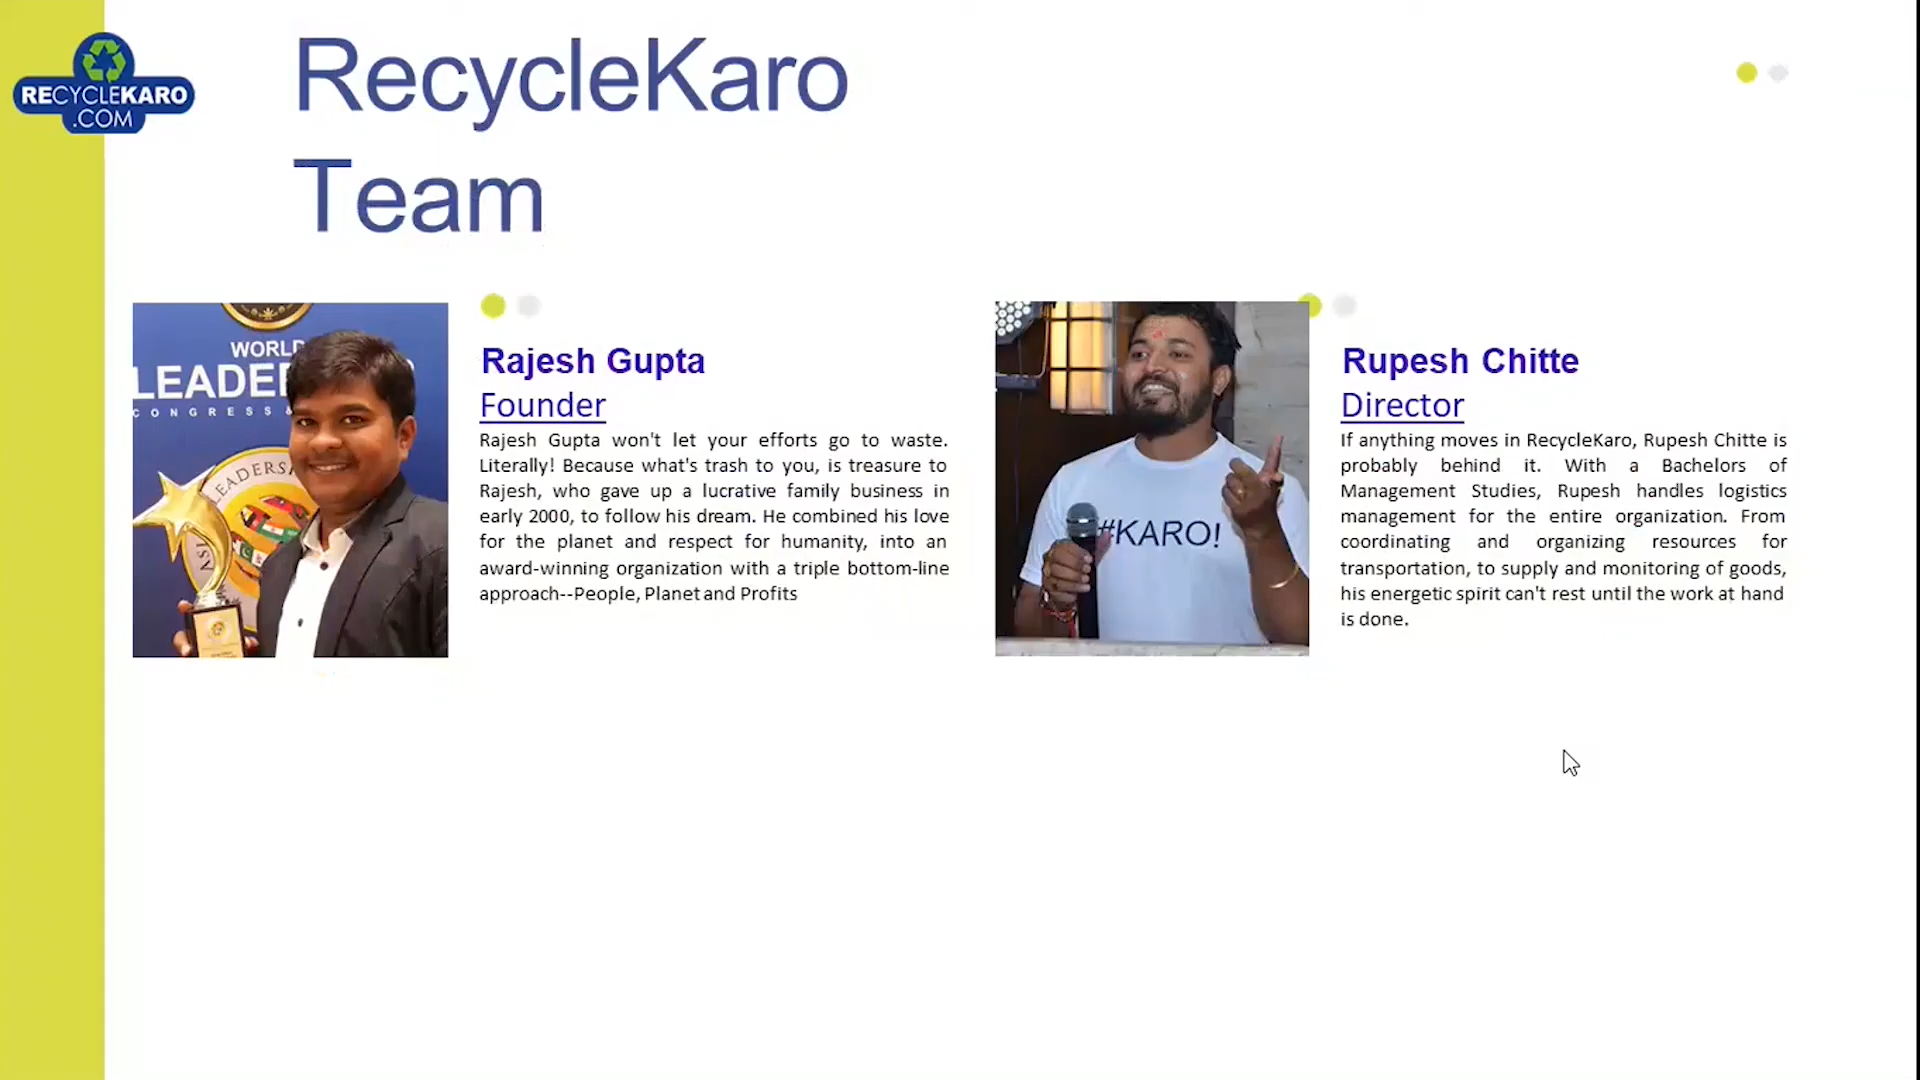 RECYCLEKARO
.COM
RecycleKaro
Team
WORLD
LEADE
CONGRESS &
LEADERS
ASI
Rajesh Gupta
Founder
Rajesh Gupta won't let your efforts go to waste.
Literally! Because what's trash to you, is treasure to
Rajesh, who gave up a lucrative family business in
early 2000, to follow his dream. He combined his love
for the planet and respect for humanity, into an
award-winning organization with a triple bottom-line
approach--People, Planet and Profits
#KARO!
Rupesh Chitte
Director
If anything moves in RecycleKaro, Rupesh Chitte is
probably behind it. With a Bachelors of
Management Studies, Rupesh handles logistics
management for the entire organization. From
coordinating and organizing resources for
transportation, to supply and monitoring of goods,
his energetic spirit can't rest until the work at hand
is done.